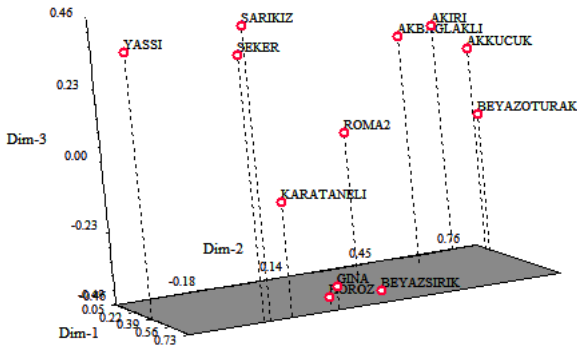 0.46
SARIKIZ
AKIRI
AKBAGLAKLI
YASSI
SEKER
AKKUCUK
0.23
BEYAZOTURAK
ROMA2
Dim-3
0.00
KARATANELI
-0.23
Dim-2
0.76
0.45
0.14
-0.18
GINA
BEYAZSIRIK
HOROZ
-0.46
0.05
0.22
0.39
0.56
0.73
Dim-1